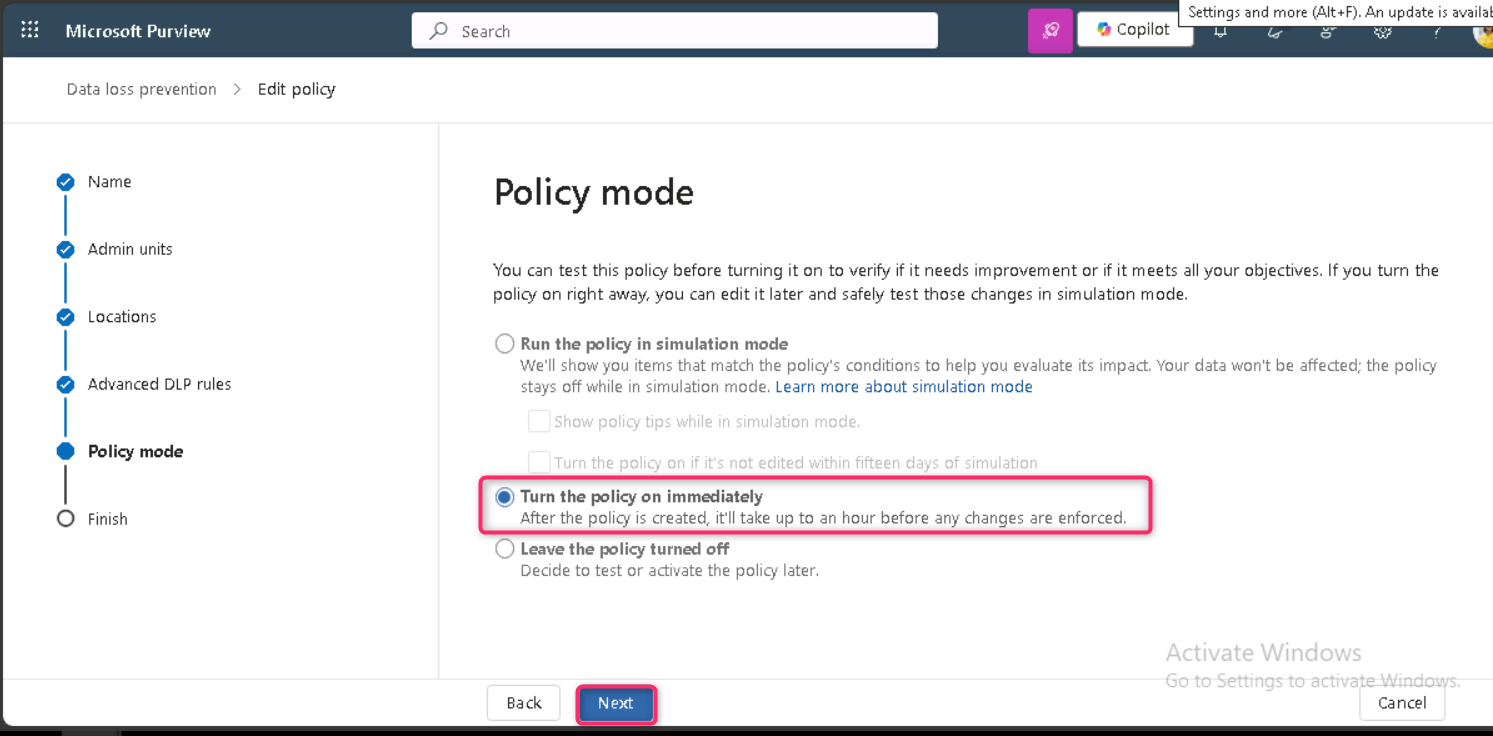 Settings and more (Alt+F). An update is availab
Microsoft Purview
Search
Copilot
Data loss prevention > Edit policy
Name
Admin units
Locations
Advanced DLP rules
Policy mode
Finish
Policy mode
You can test this policy before turning it on to verify if it needs improvement or if it meets all your objectives. If you turn the
policy on right away, you can edit it later and safely test those changes in simulation mode.
Run the policy in simulation mode
We'll show you items that match the policy's conditions to help you evaluate its impact. Your data won't be affected; the policy
stays off while in simulation mode. Learn more about simulation mode
Show policy tips while in simulation mode.
Turn the policy on if it's not edited within fifteen days of simulation
Turn the policy on immediately
After the policy is created, it'll take up to an hour before any changes are enforced.
Leave the policy turned off
Decide to test or activate the policy later.
Activate Windows
Go to Settings to activate Windows.
Back
Next
Cancel